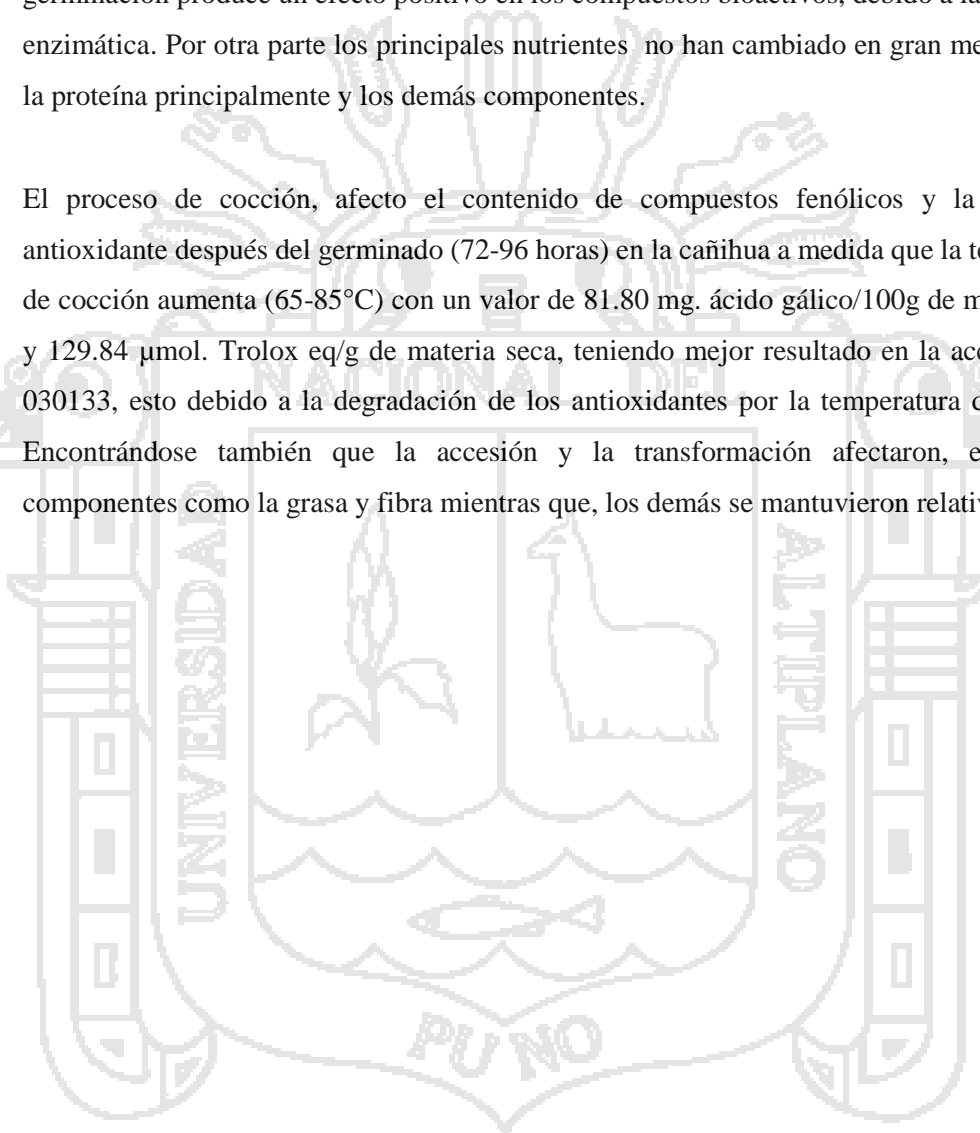 germinación produce un efecto positivo en los compuestos bioactivos, debido a la
enzimática. Por otra parte los principales nutrientes no han cambiado en gran
la proteína principalmente y los demás componentes.
El proceso de cocción, afecto el contenido de compuestos fenólicos y la
antioxidante después del germinado (72-96 horas) en la cañihua a medida que la
de cocción aumenta (65-85°C) con un valor de 81.80 mg. ácido gálico/100g de
y 129.84 µmol. Trolox eq/g de materia seca, teniendo mejor resultado en la
030133, esto debido a la degradación de los antioxidantes por la temperatura
Encontrándose también que la accesión y la transformación afectaron,
componentes como la grasa y fibra mientras que, los demás se mantuvieron
UNIVERSIDAD
NACIONAL DEL
ALTIPLANO
PUNO